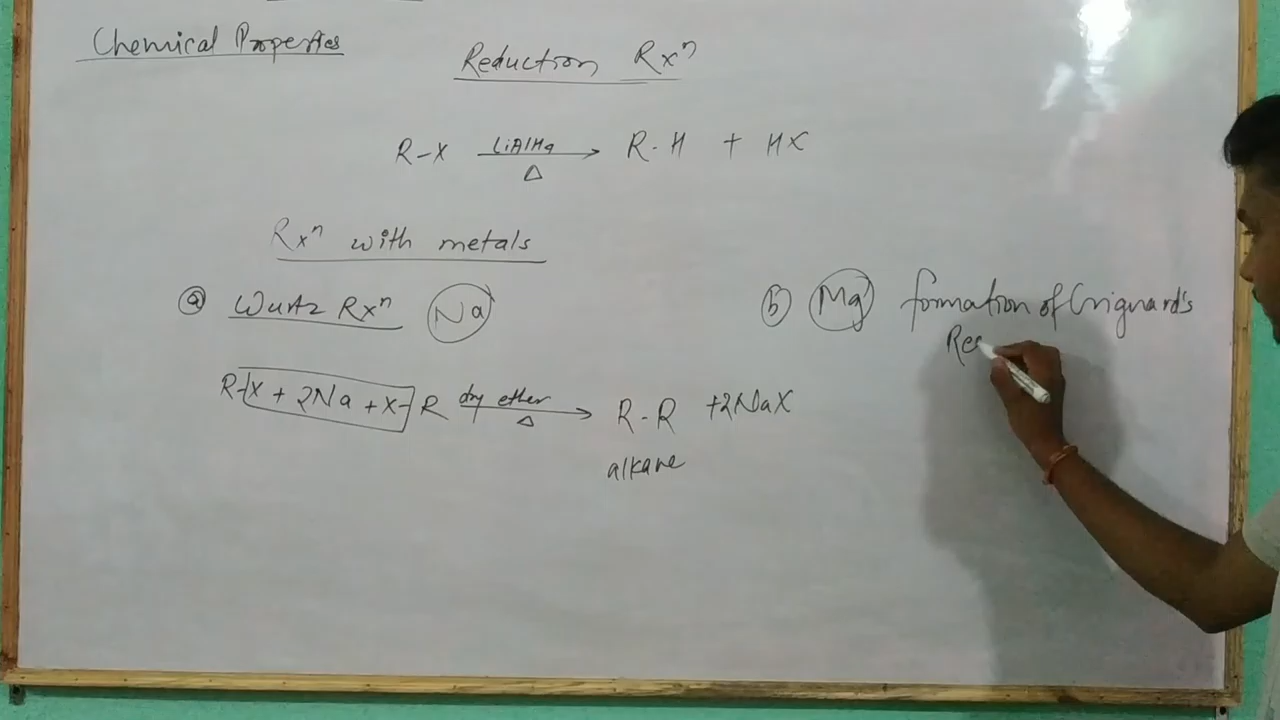 Chemical Properties
Reduction Rxⁿ
R-X LiAlH₄ Δ → R-H + HX
Rxⁿ with metals
ⓐ Wurtz Rxⁿ Na
R-X + 2Na + X-R dry ether Δ → R-R + 2NaX
alkane
ⓑ Mg formation of Grignard's
Rea